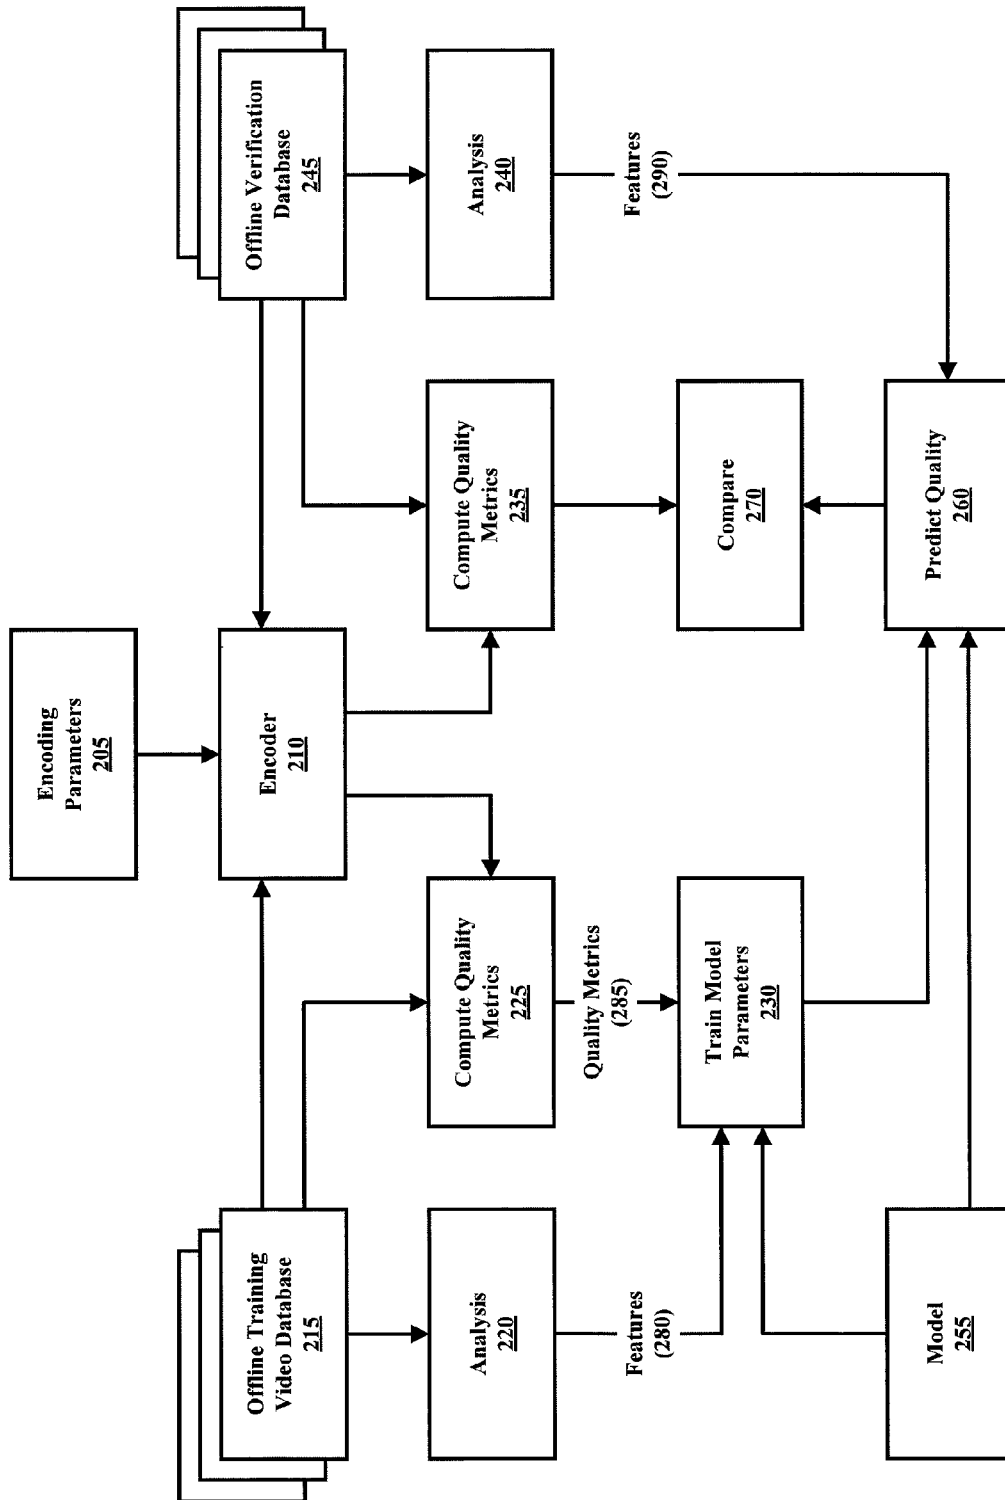 Encoding
Parameters
205
Offline Training
Video Database
215
Encoder
210
Offline Verification
Database
245
Analysis
220
Compute Quality
Metrics
225
Compute Quality
Metrics
235
Analysis
240
Features
(280)
Quality Metrics
(285)
Features
(290)
Train Model
Parameters
230
Compare
270
Model
255
Predict Quality
260